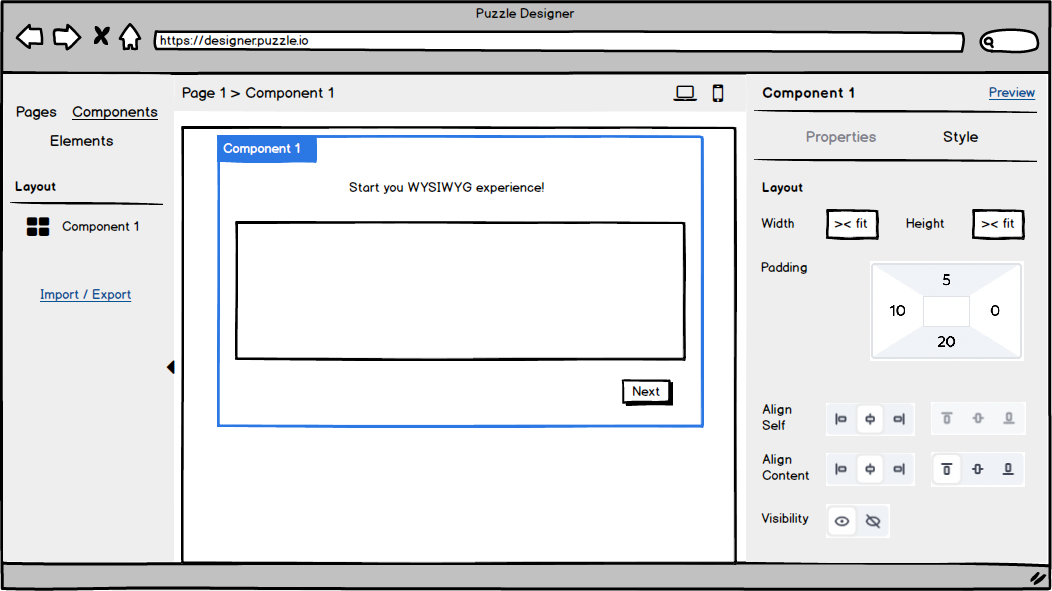 Puzzle Designer
https://designer.puzzle.io
Pages Components
Elements
Layout
Component 1
Import / Export
Page 1 > Component 1
Component 1
Start you WYSIWYG experience!
Next
Component 1 Preview
Properties Style
Layout
Width >< fit Height >< fit
Padding
5
10 0
20
Align
Self
Align
Content
Visibility